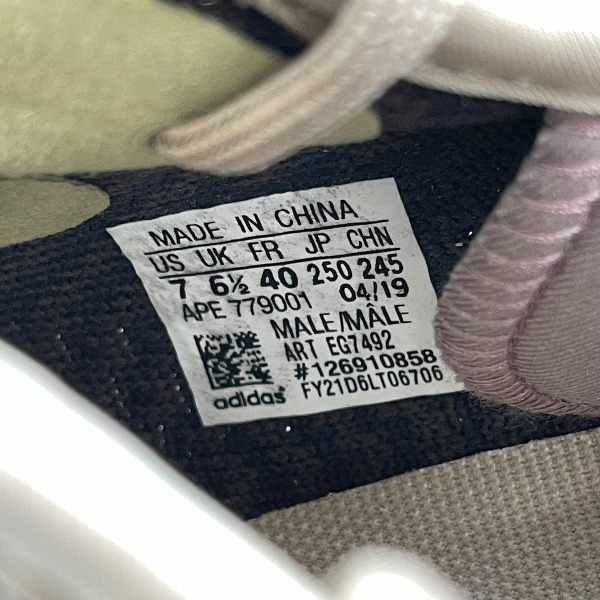 MADE IN CHINA
US UK FR JP CHN
7 6½ 40 250 245
APE 779001 04/19
MALE/MÂLE
ART EG7492
#126910858
FY21D6LT06706
adidas